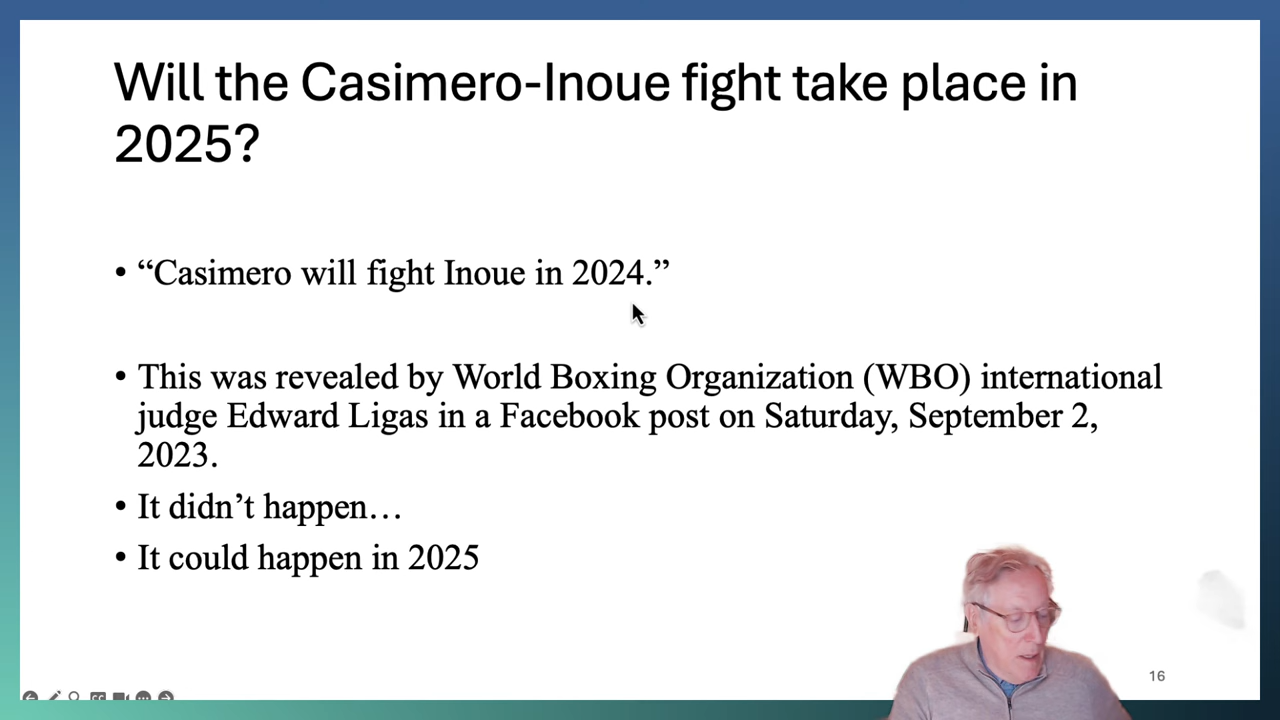 Will the Casimero-Inoue fight take place in
2025?
• “Casimero will fight Inoue in 2024.”
• This was revealed by World Boxing Organization (WBO) international
judge Edward Ligas in a Facebook post on Saturday, September 2,
2023.
• It didn’t happen…
• It could happen in 2025
16